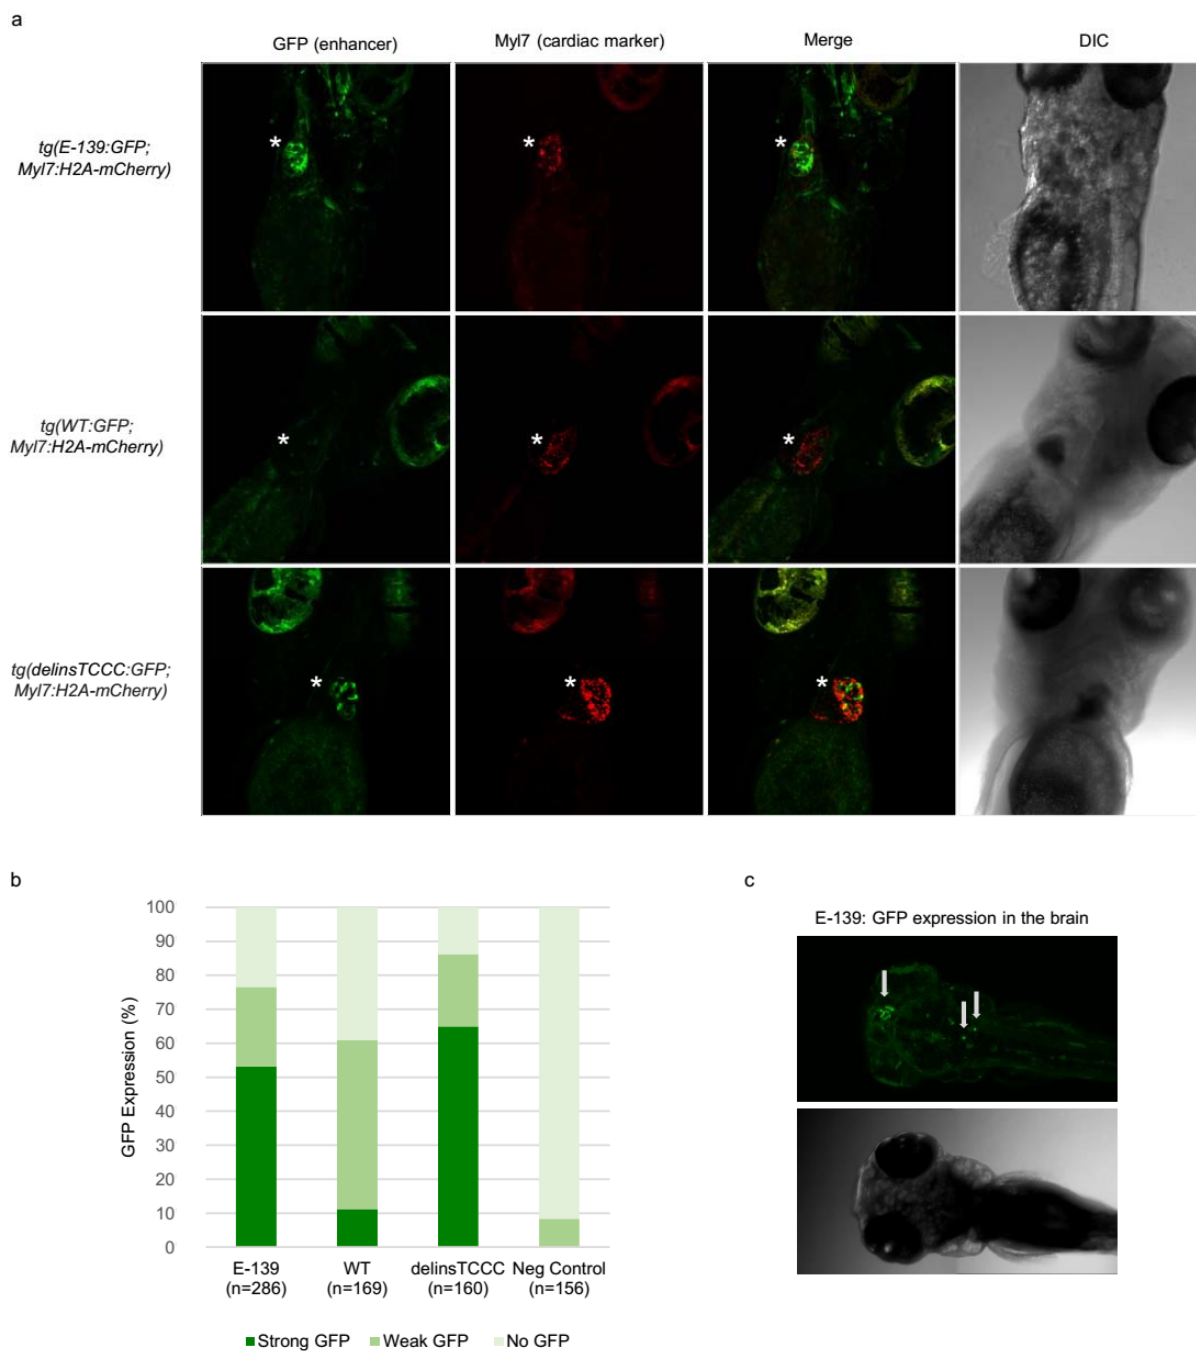 a
GFP (enhancer)
Myl7 (cardiac marker)
Merge
DIC
tg(E-139:GFP;
Myl7:H2A-mCherry)
*
*
*
tg(WT:GFP;
Myl7:H2A-mCherry)
*
*
*
tg(delinsTCCC:GFP;
Myl7:H2A-mCherry)
*
*
*
b
GFP Expression (%)
100
90
80
70
60
50
40
30
20
10
0
E-139
(n=286)
WT
(n=169)
delinsTCCC
(n=160)
Neg Control
(n=156)
Strong GFP
Weak GFP
No GFP
c
E-139: GFP expression in the brain